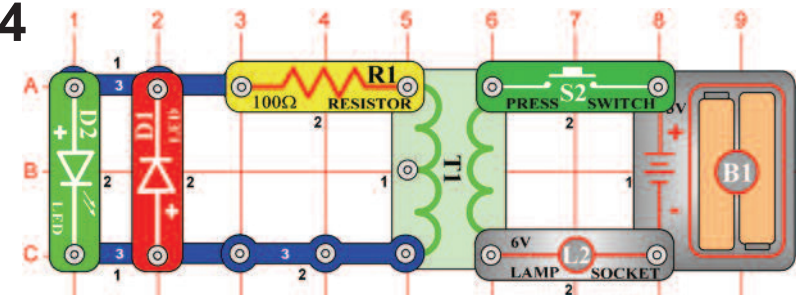 4
1 2 3 4 5 6 7 8 9
1
A 3 R1 S2
100Ω RESISTOR PRESS SWITCH 3V
D2 D1 LED 2 2 +
+
B 2 2 1 T1 1 B1
LED + -
6V
C 3 3 L2
1 2 LAMP SOCKET
2